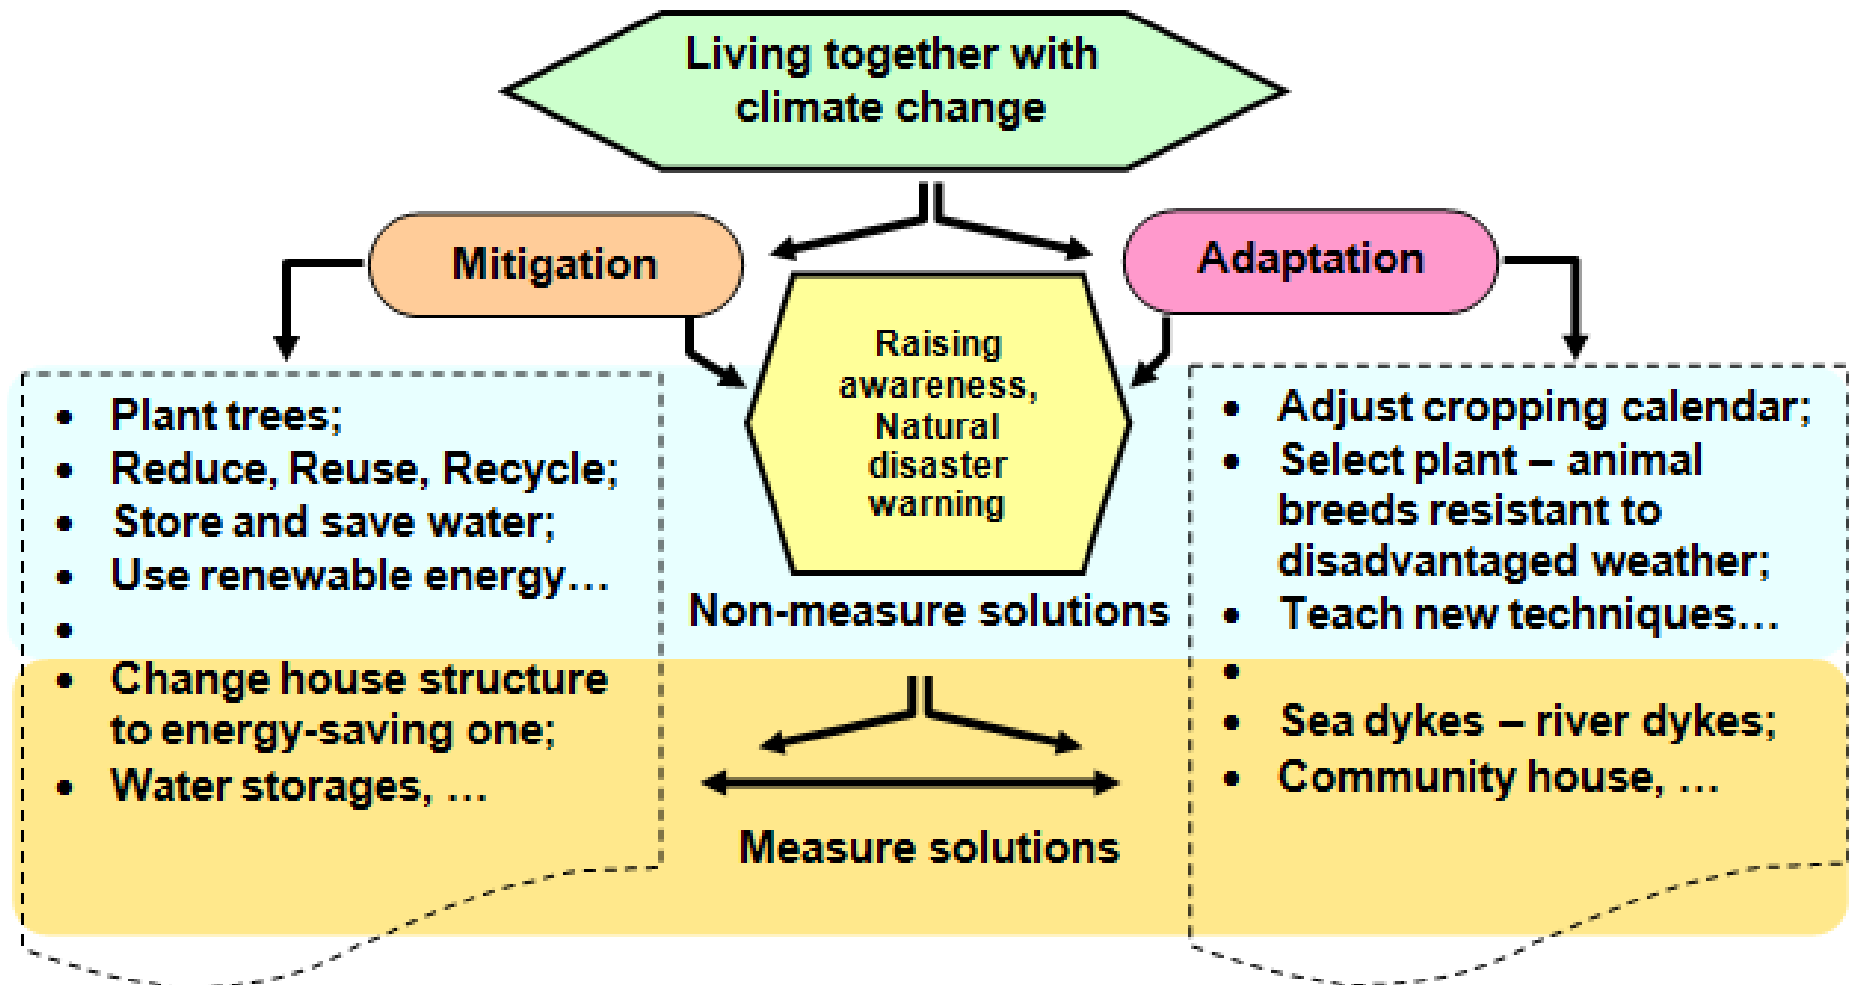 Living together with
climate change
Mitigation
Adaptation
Raising
awareness,
Natural
disaster
warning
• Plant trees;
• Reduce, Reuse, Recycle;
• Store and save water;
• Use renewable energy…
•
• Change house structure
to energy-saving one;
• Water storages, …
Non-measure solutions
Measure solutions
• Adjust cropping calendar;
• Select plant – animal
breeds resistant to
disadvantaged weather;
• Teach new techniques…
•
• Sea dykes – river dykes;
• Community house, …